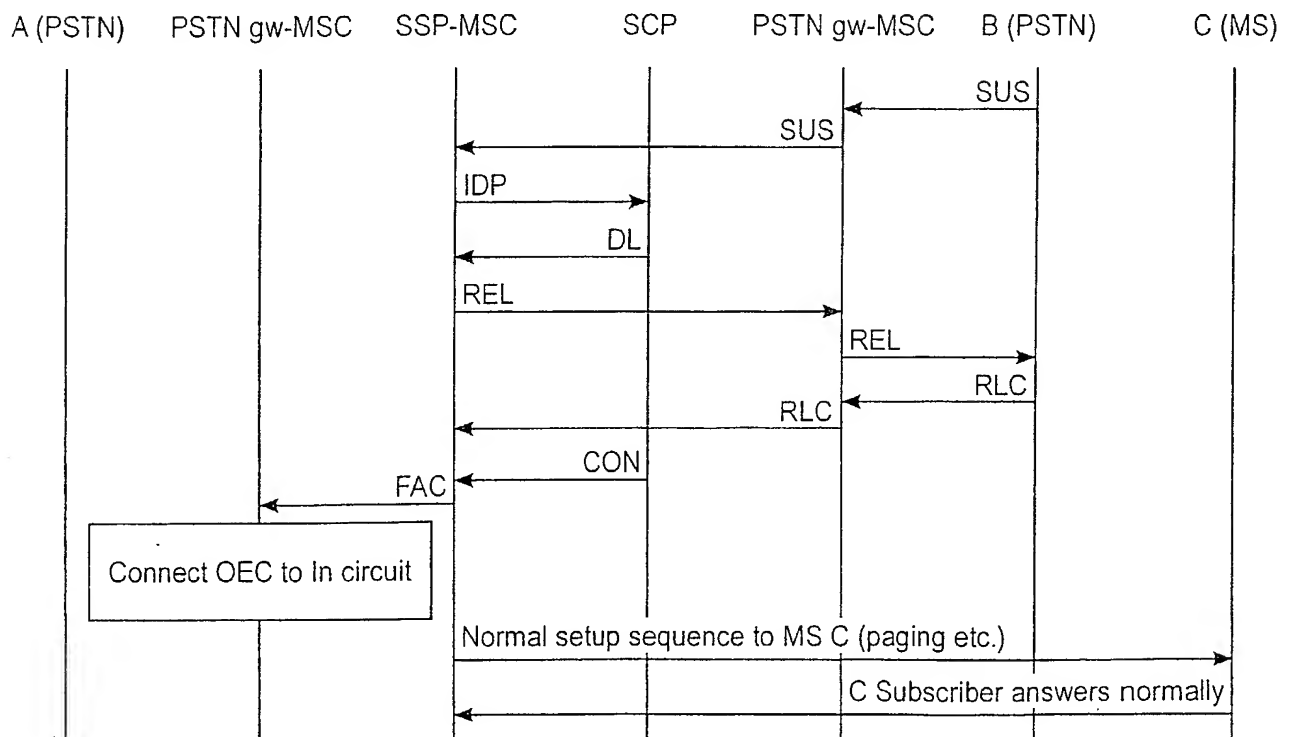 A (PSTN) PSTN gw-MSC SSP-MSC SCP PSTN gw-MSC B (PSTN) C (MS)
SUS
SUS
IDP
DL
REL
REL
RLC
RLC
CON
FAC
Connect OEC to In circuit
Normal setup sequence to MS C (paging etc.)
C Subscriber answers normally